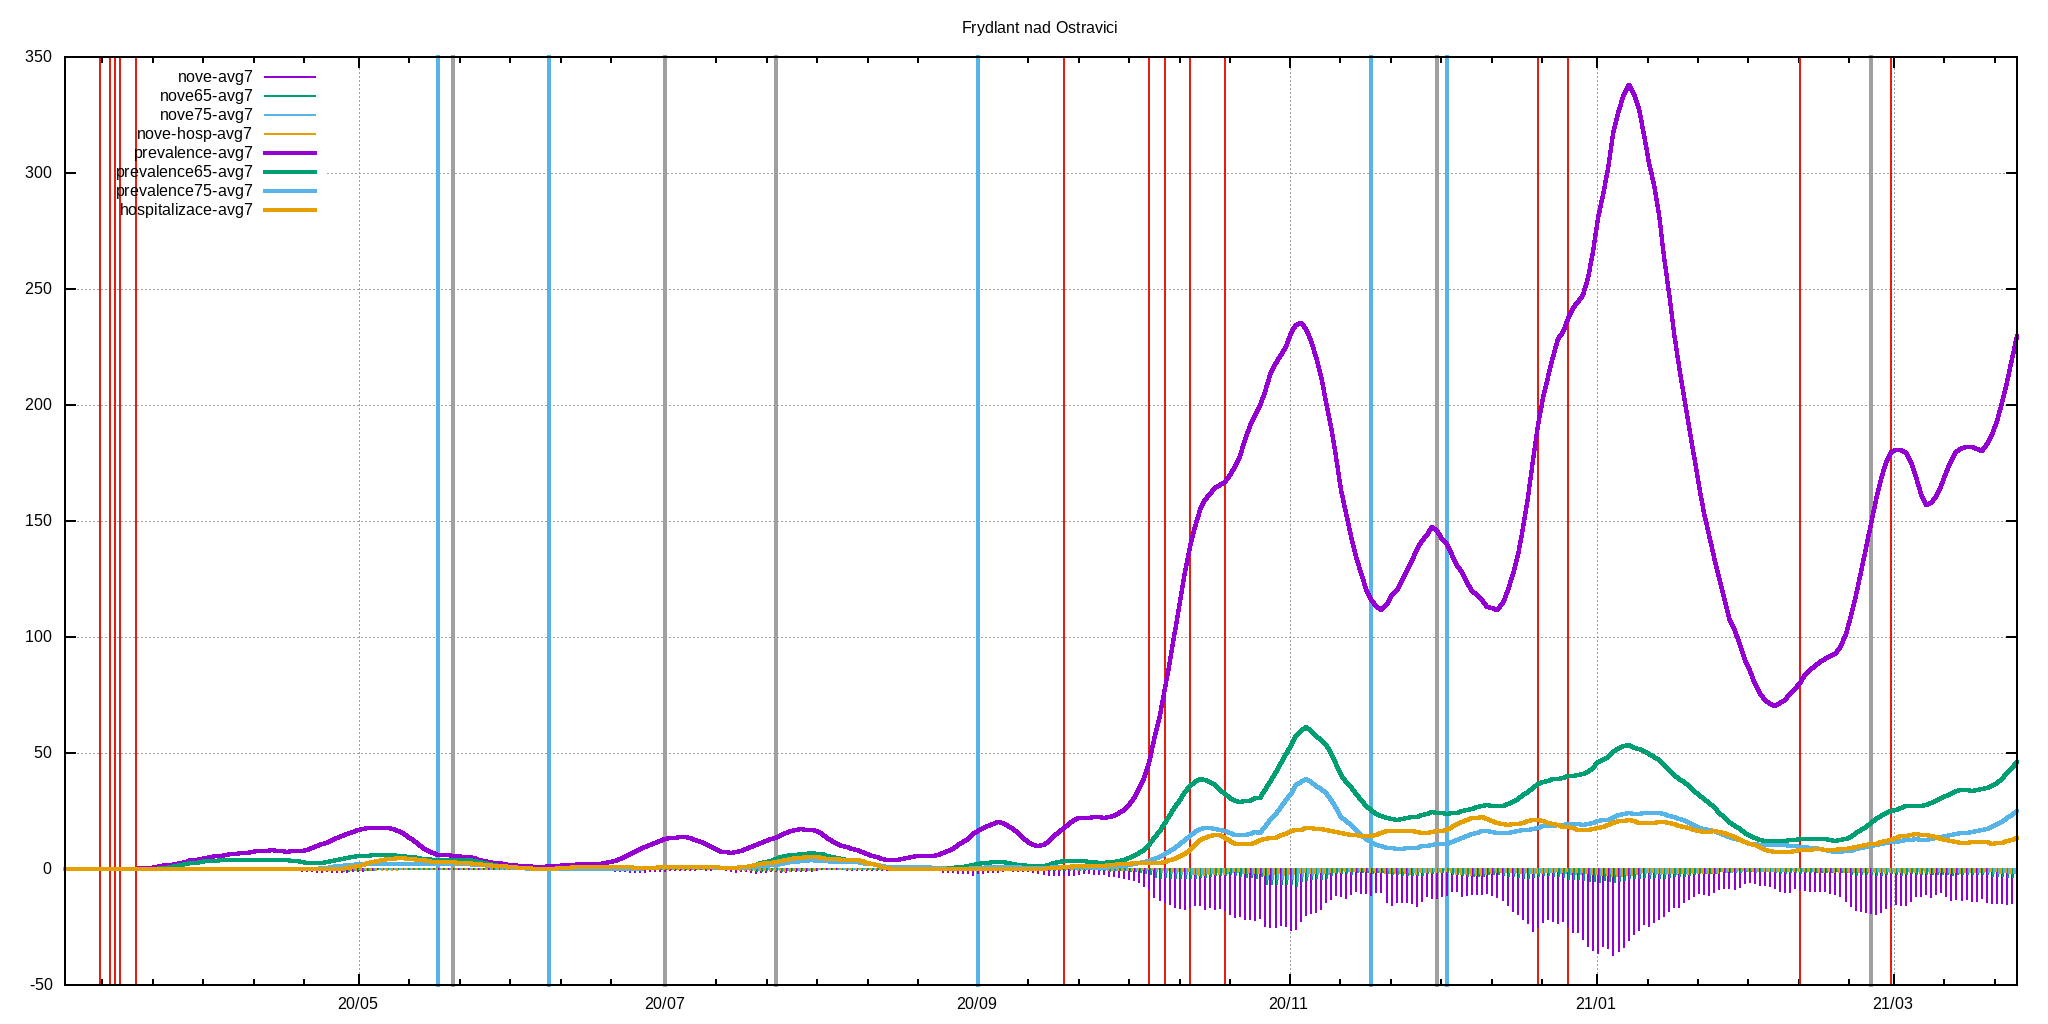 Frydlant nad Ostravici
350
300
250
200
150
100
50
0
-50
nove-avg7
nove65-avg7
nove75-avg7
nove-hosp-avg7
prevalence-avg7
prevalence65-avg7
prevalence75-avg7
hospitalizace-avg7
20/05 20/07 20/09 20/11 21/01 21/03